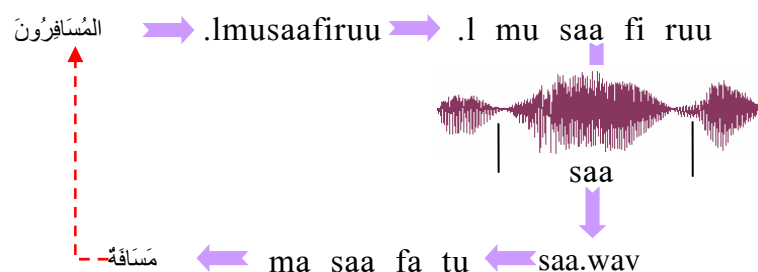 المُسَافِرُونَ .lmusaafiruu .l mu saa fi ruu
saa
مَسَافَةٌ ma saa fa tu saa.wav